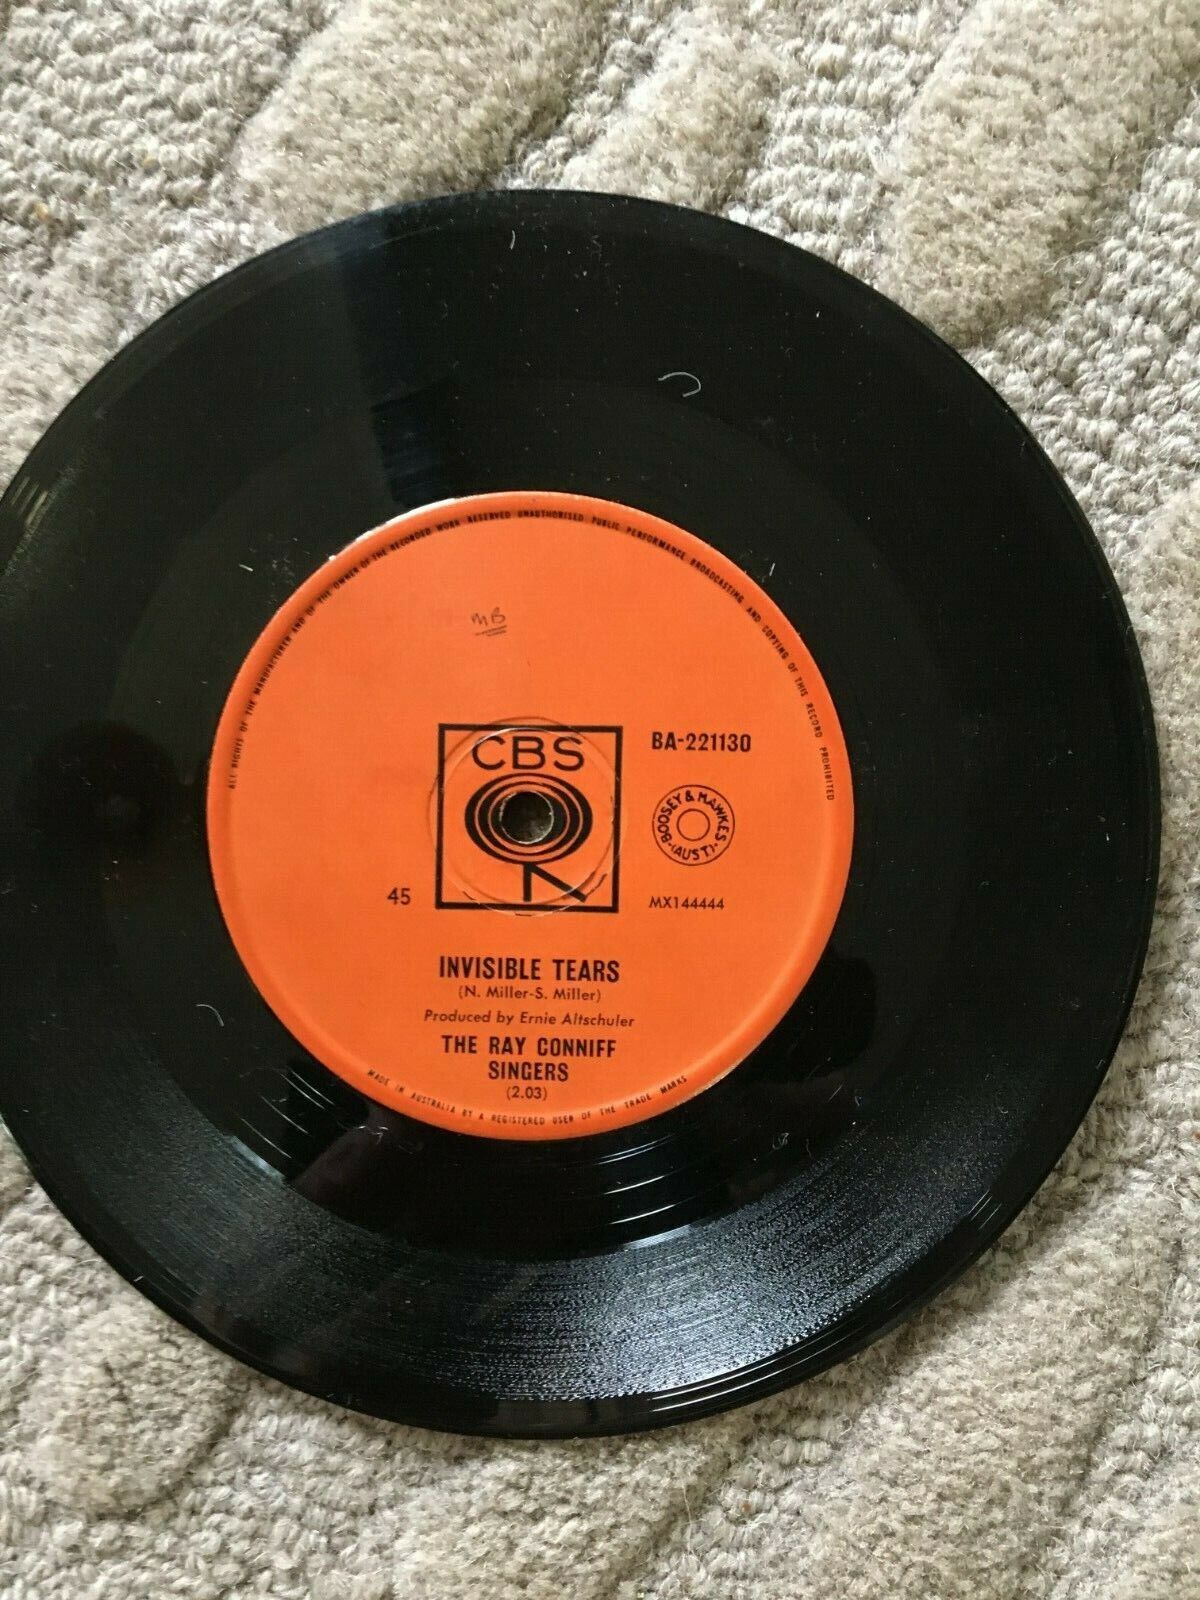 ALL RIGHTS OF THE MANUFACTURER AND OF THE OWNER OF THE RECORDED WORK RESERVED UNAUTHORISED PUBLIC PERFORMANCE BROADCASTING AND COPYING OF THIS RECORD PROHIBITED
MB
CBS
BA-221130
BOOSEY & HAWKES
(AUST.)
45
MX144444
INVISIBLE TEARS
(N. Miller-S. Miller)
Produced by Ernie Altschuler
THE RAY CONNIFF
SINGERS
(2.03)
MADE IN AUSTRALIA BY A REGISTERED USER OF THE TRADE MARKS